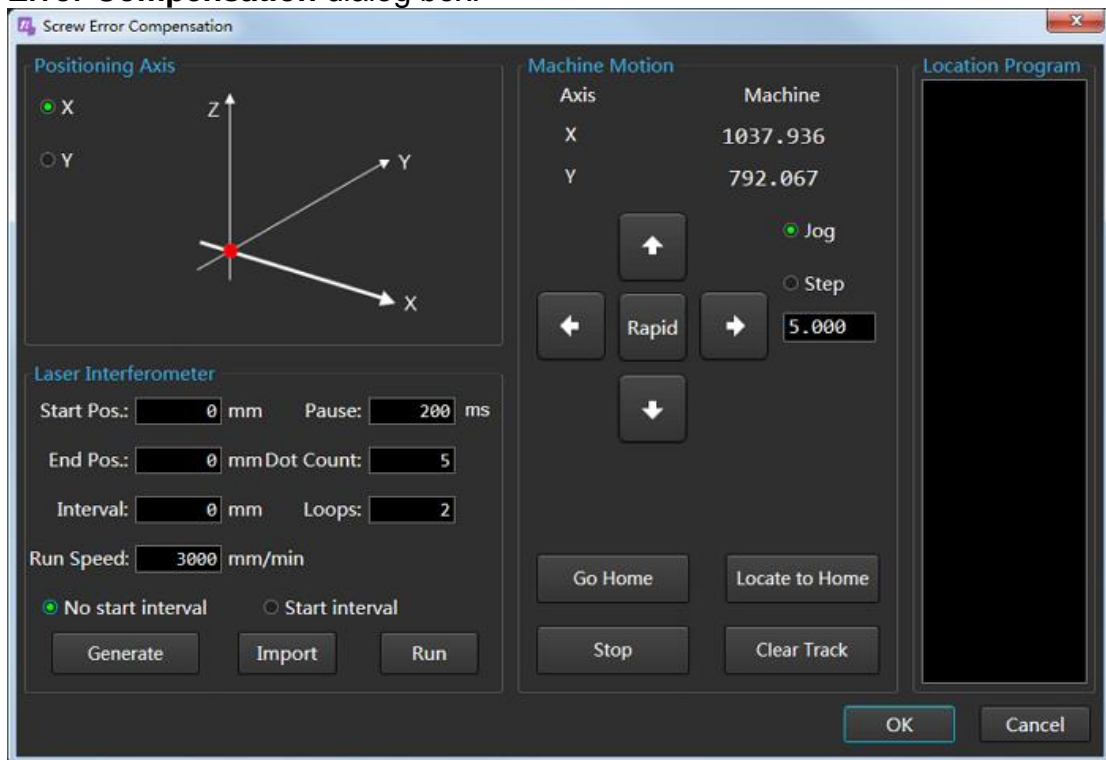 Error Compensation dialog box.
Screw Error Compensation
x
Positioning Axis
X
Y
Z
Y
X
Laser Interferometer
Start Pos.: 0 mm Pause: 200 ms
End Pos.: 0 mm Dot Count: 5
Interval: 0 mm Loops: 2
Run Speed: 3000 mm/min
No start interval Start interval
Generate Import Run
Machine Motion
Axis Machine
X 1037.936
Y 792.067
Jog
Step
Rapid
5.000
Go Home Locate to Home
Stop Clear Track
Location Program
OK Cancel